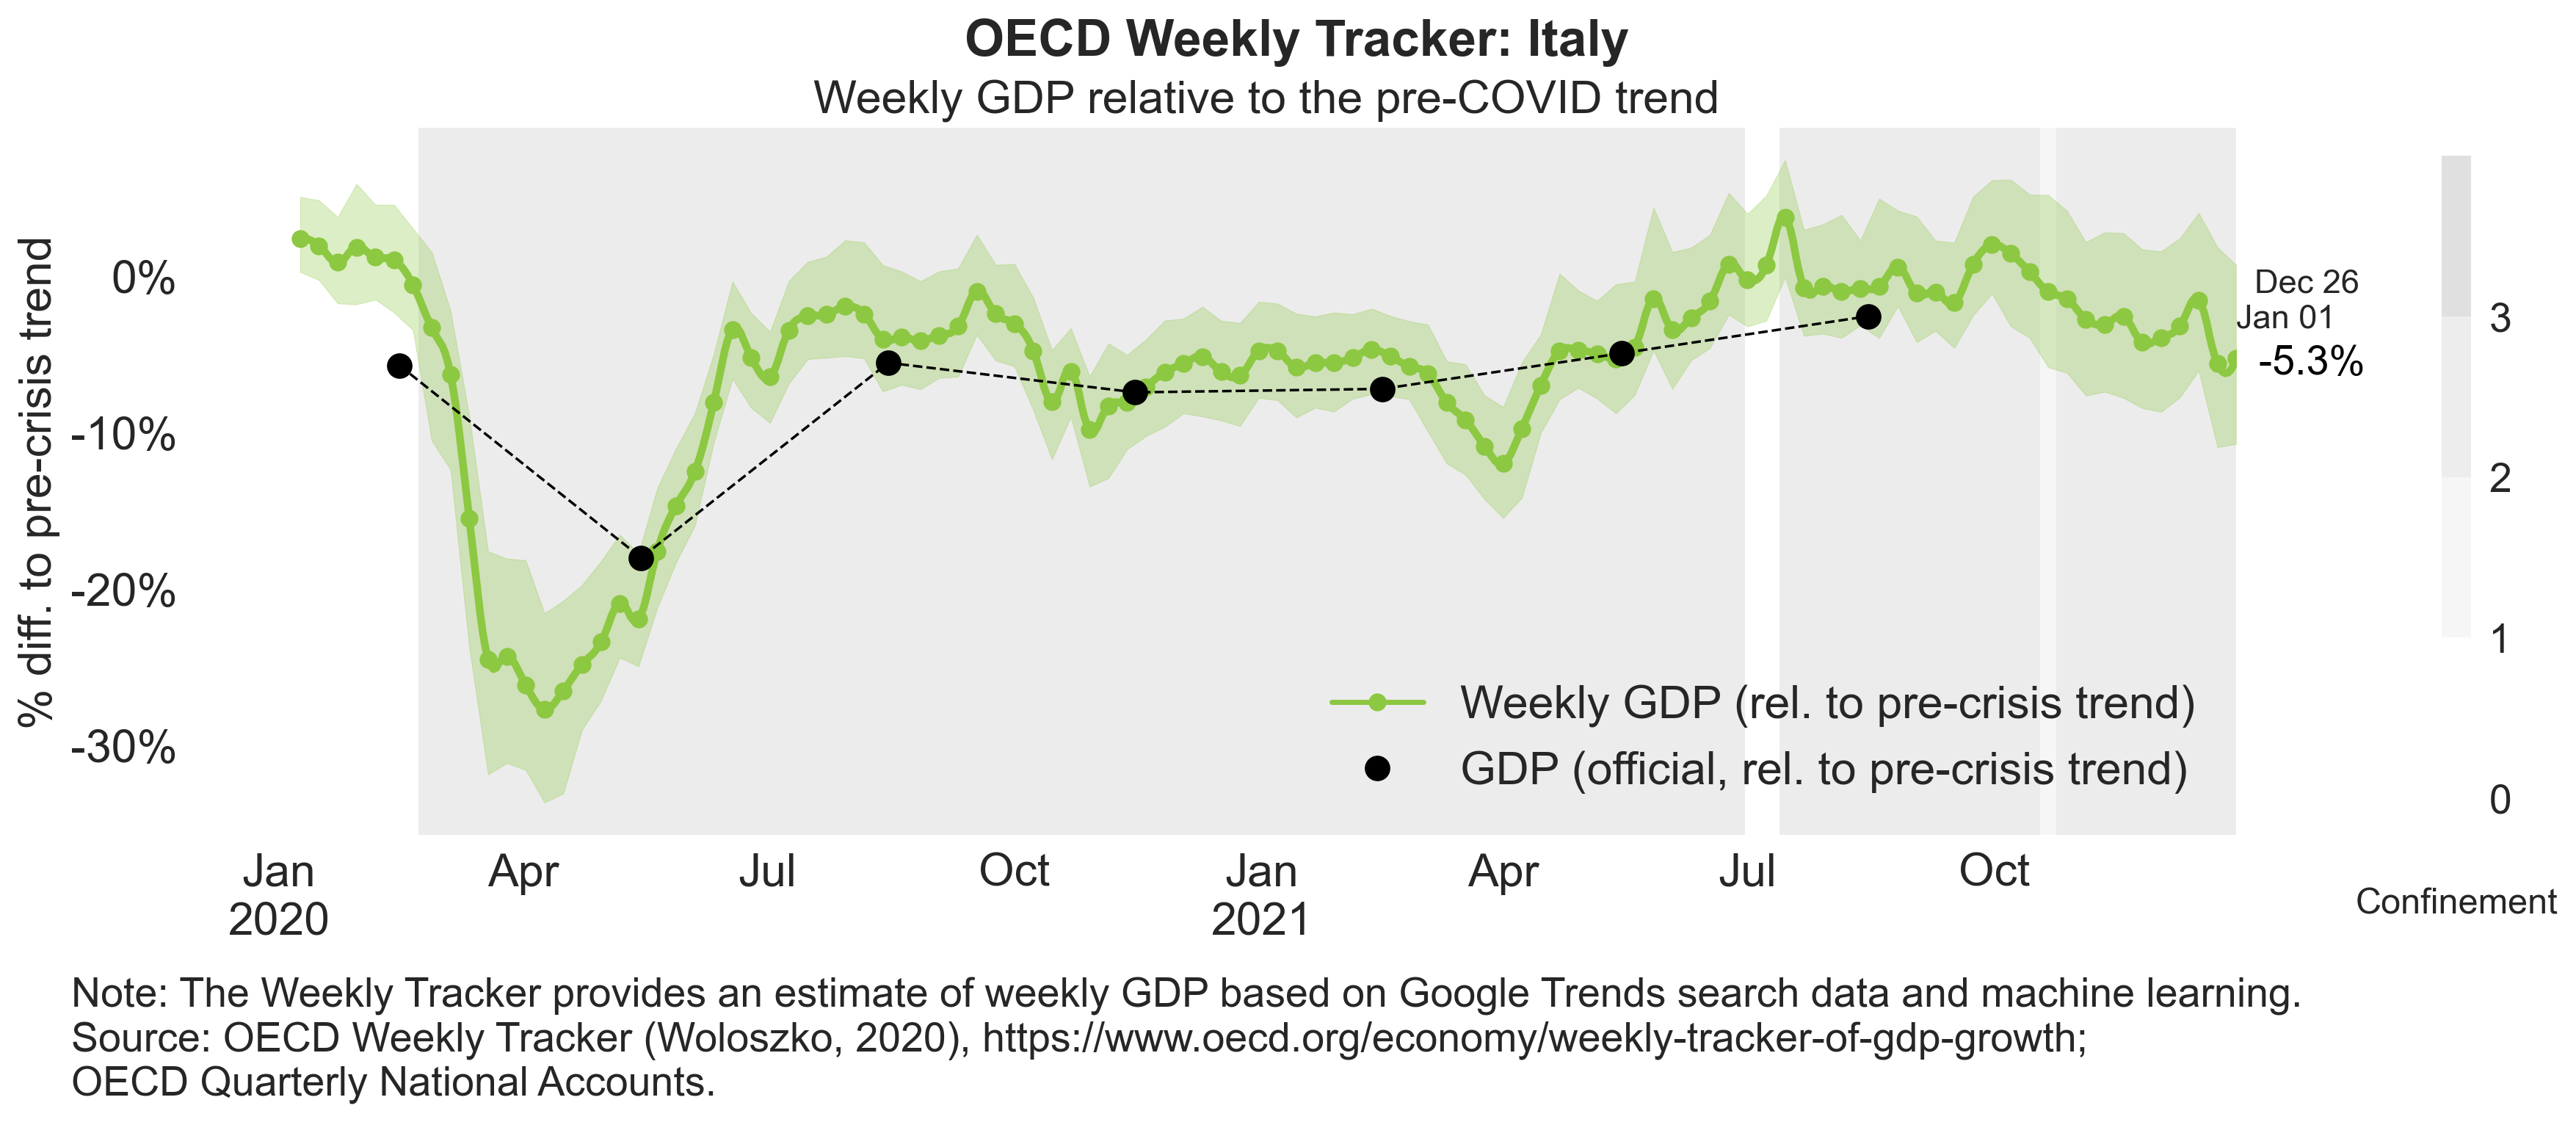 OECD Weekly Tracker: Italy
Weekly GDP relative to the pre-COVID trend
% diff. to pre-crisis trend
0%
-10%
-20%
-30%
Dec 26
Jan 01
-5.3%
3
2
1
0
Weekly GDP (rel. to pre-crisis trend)
GDP (official, rel. to pre-crisis trend)
Jan Apr Jul Oct Jan Apr Jul Oct
2020 2021
Confinement
Note: The Weekly Tracker provides an estimate of weekly GDP based on Google Trends search data and machine learning.
Source: OECD Weekly Tracker (Woloszko, 2020), https://www.oecd.org/economy/weekly-tracker-of-gdp-growth;
OECD Quarterly National Accounts.